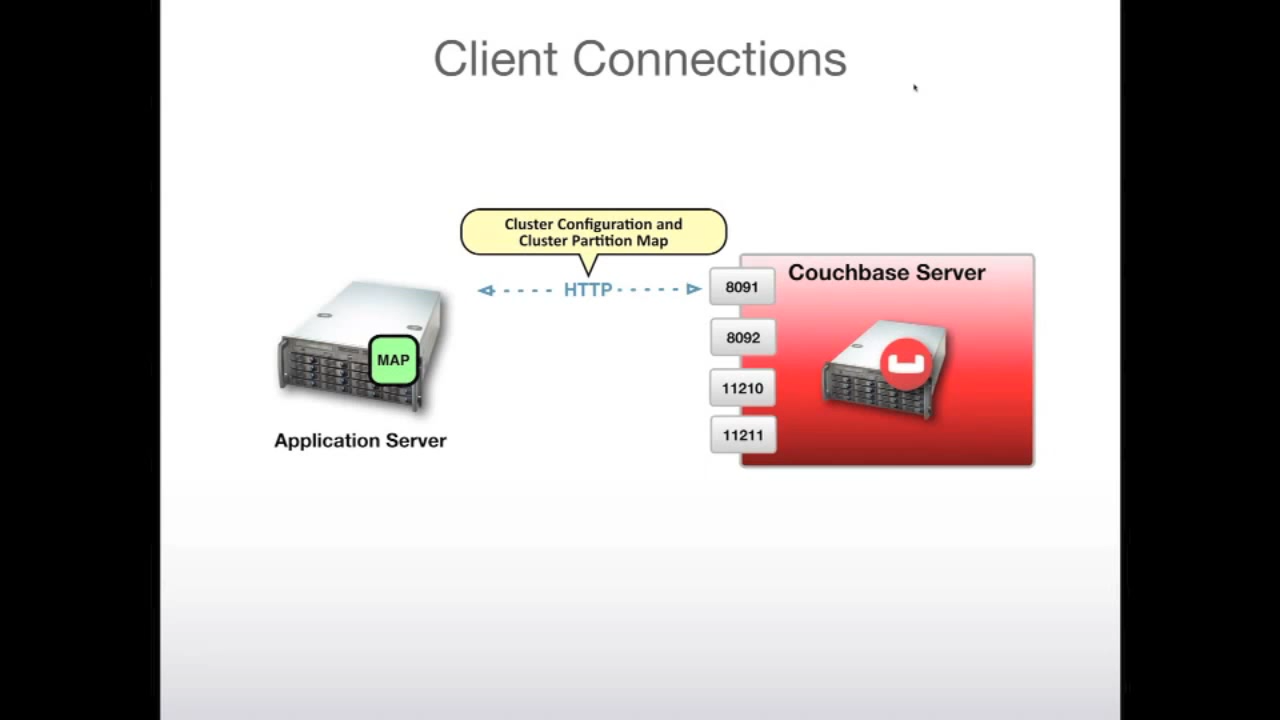 Client Connections
Cluster Configuration and
Cluster Partition Map
HTTP
Couchbase Server
8091
8092
11210
11211
MAP
Application Server